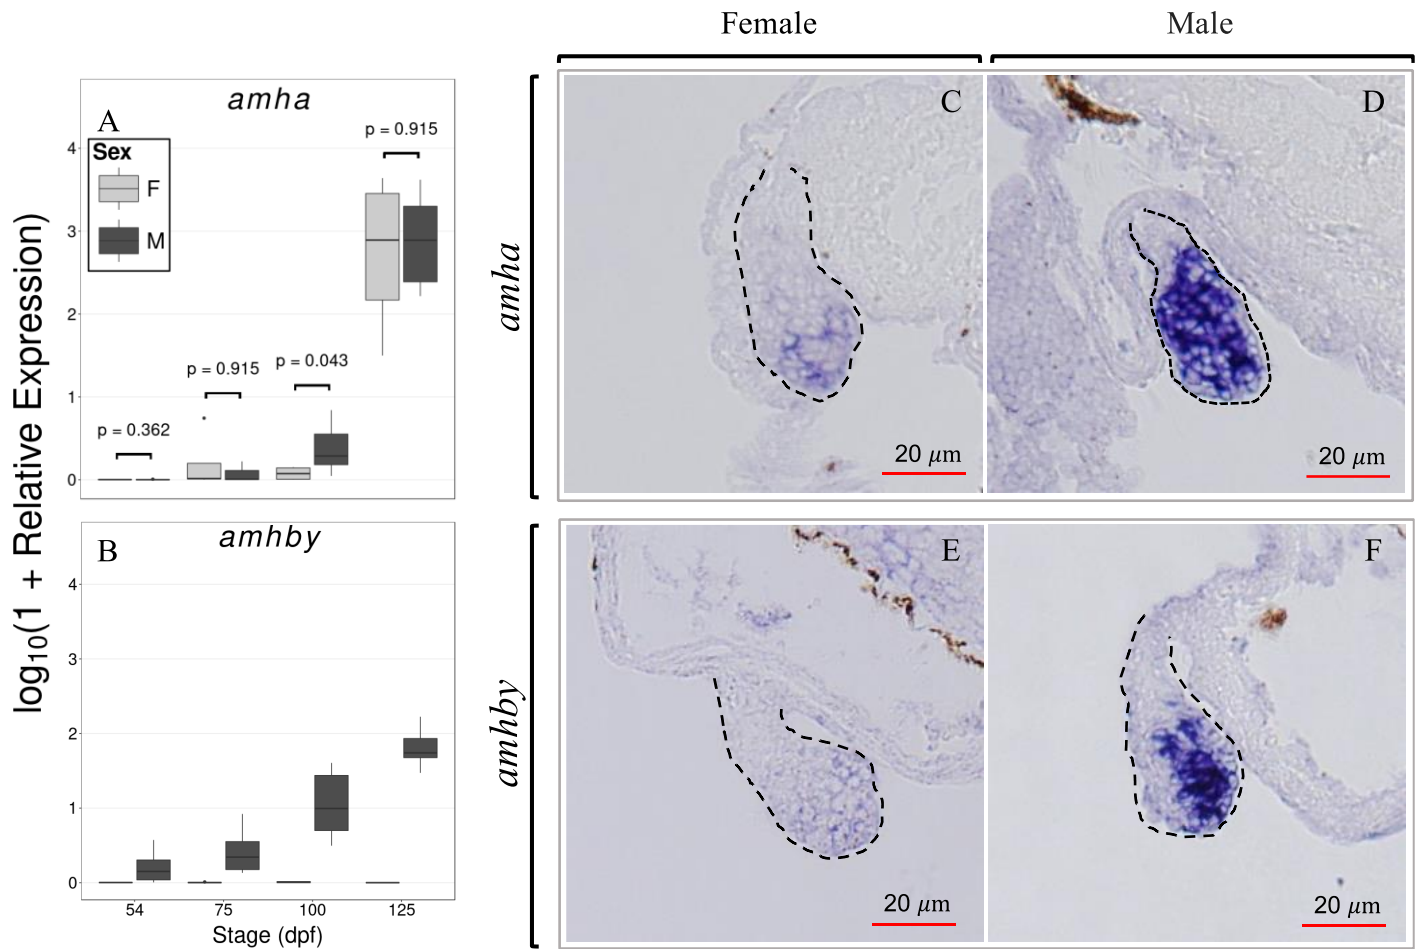 Female
Male
log10(1 + Relative Expression)
A
amha
Sex
F
M
p = 0.362
p = 0.915
p = 0.043
p = 0.915
4
3
2
1
0
B
amhby
4
3
2
1
0
54
75
100
125
Stage (dpf)
amha
C
20 μm
D
20 μm
amhby
E
20 μm
F
20 μm